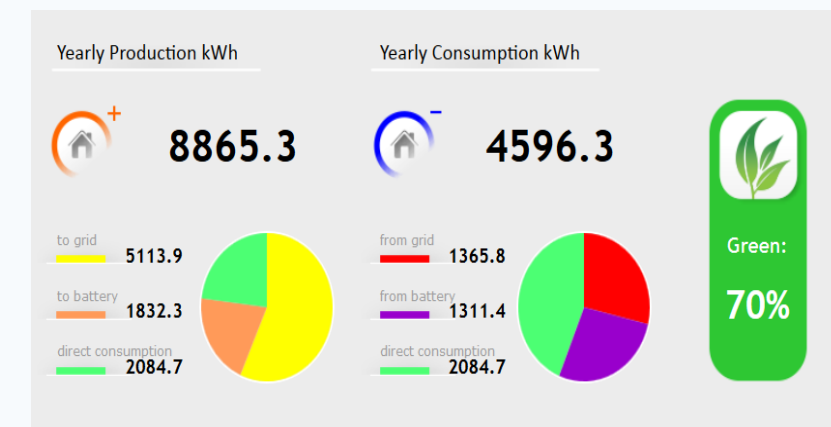 Yearly Production kWh
8865.3
to grid
5113.9
to battery
1832.3
direct consumption
2084.7
Yearly Consumption kWh
4596.3
from grid
1365.8
from battery
1311.4
direct consumption
2084.7
Green:
70%